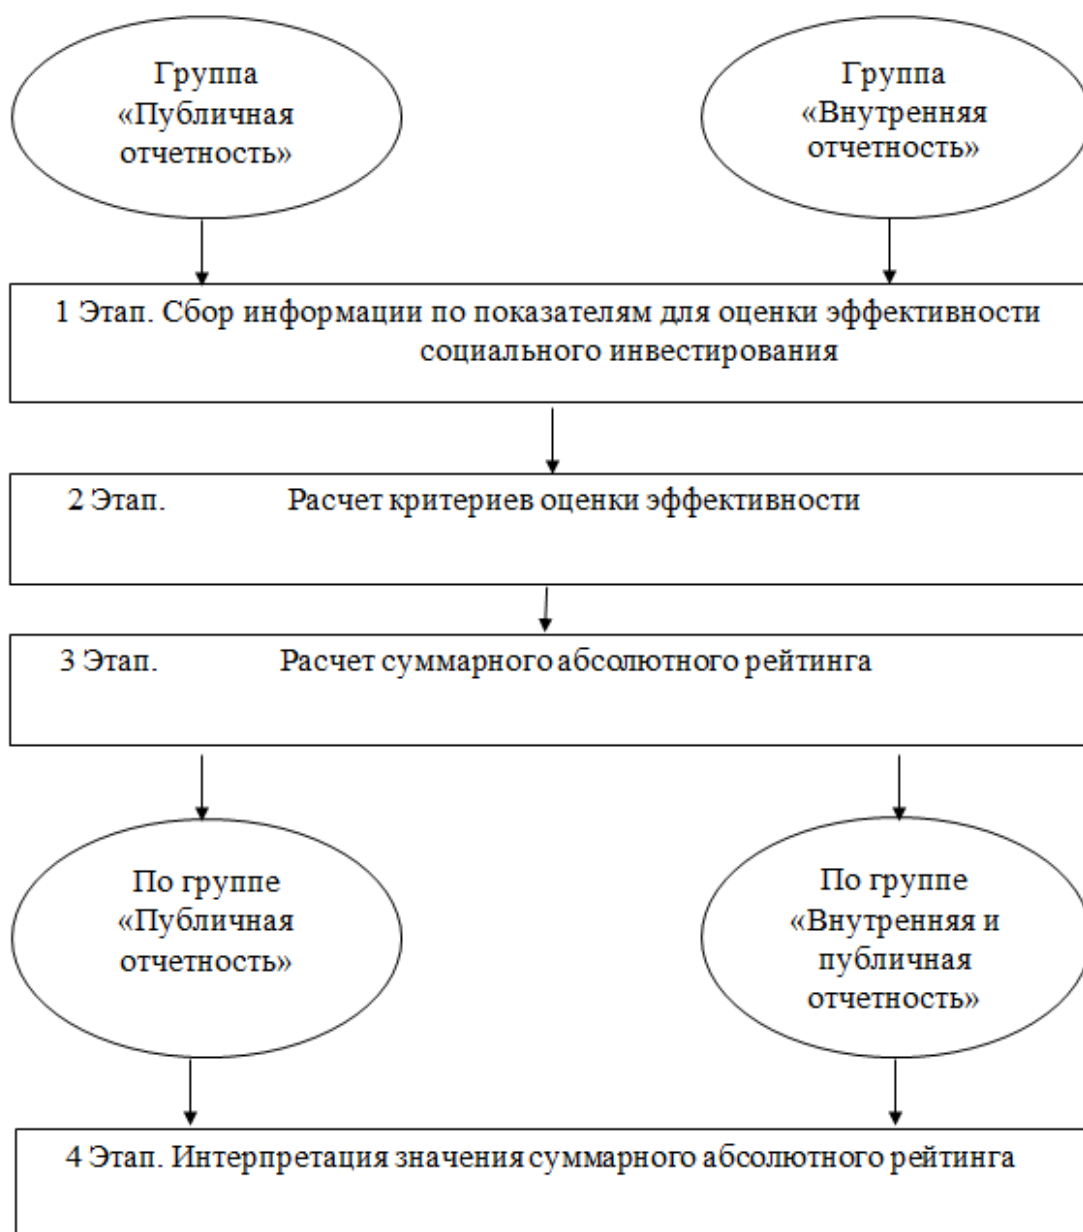 Группа
«Публичная
отчетность»
Группа
«Внутренняя
отчетность»
1 Этап. Сбор информации по показателям для оценки эффективности
социального инвестирования
2 Этап. Расчет критериев оценки эффективности
3 Этап. Расчет суммарного абсолютного рейтинга
По группе
«Публичная
отчетность»
По группе
«Внутренняя и
публичная
отчетность»
4 Этап. Интерпретация значения суммарного абсолютного рейтинга